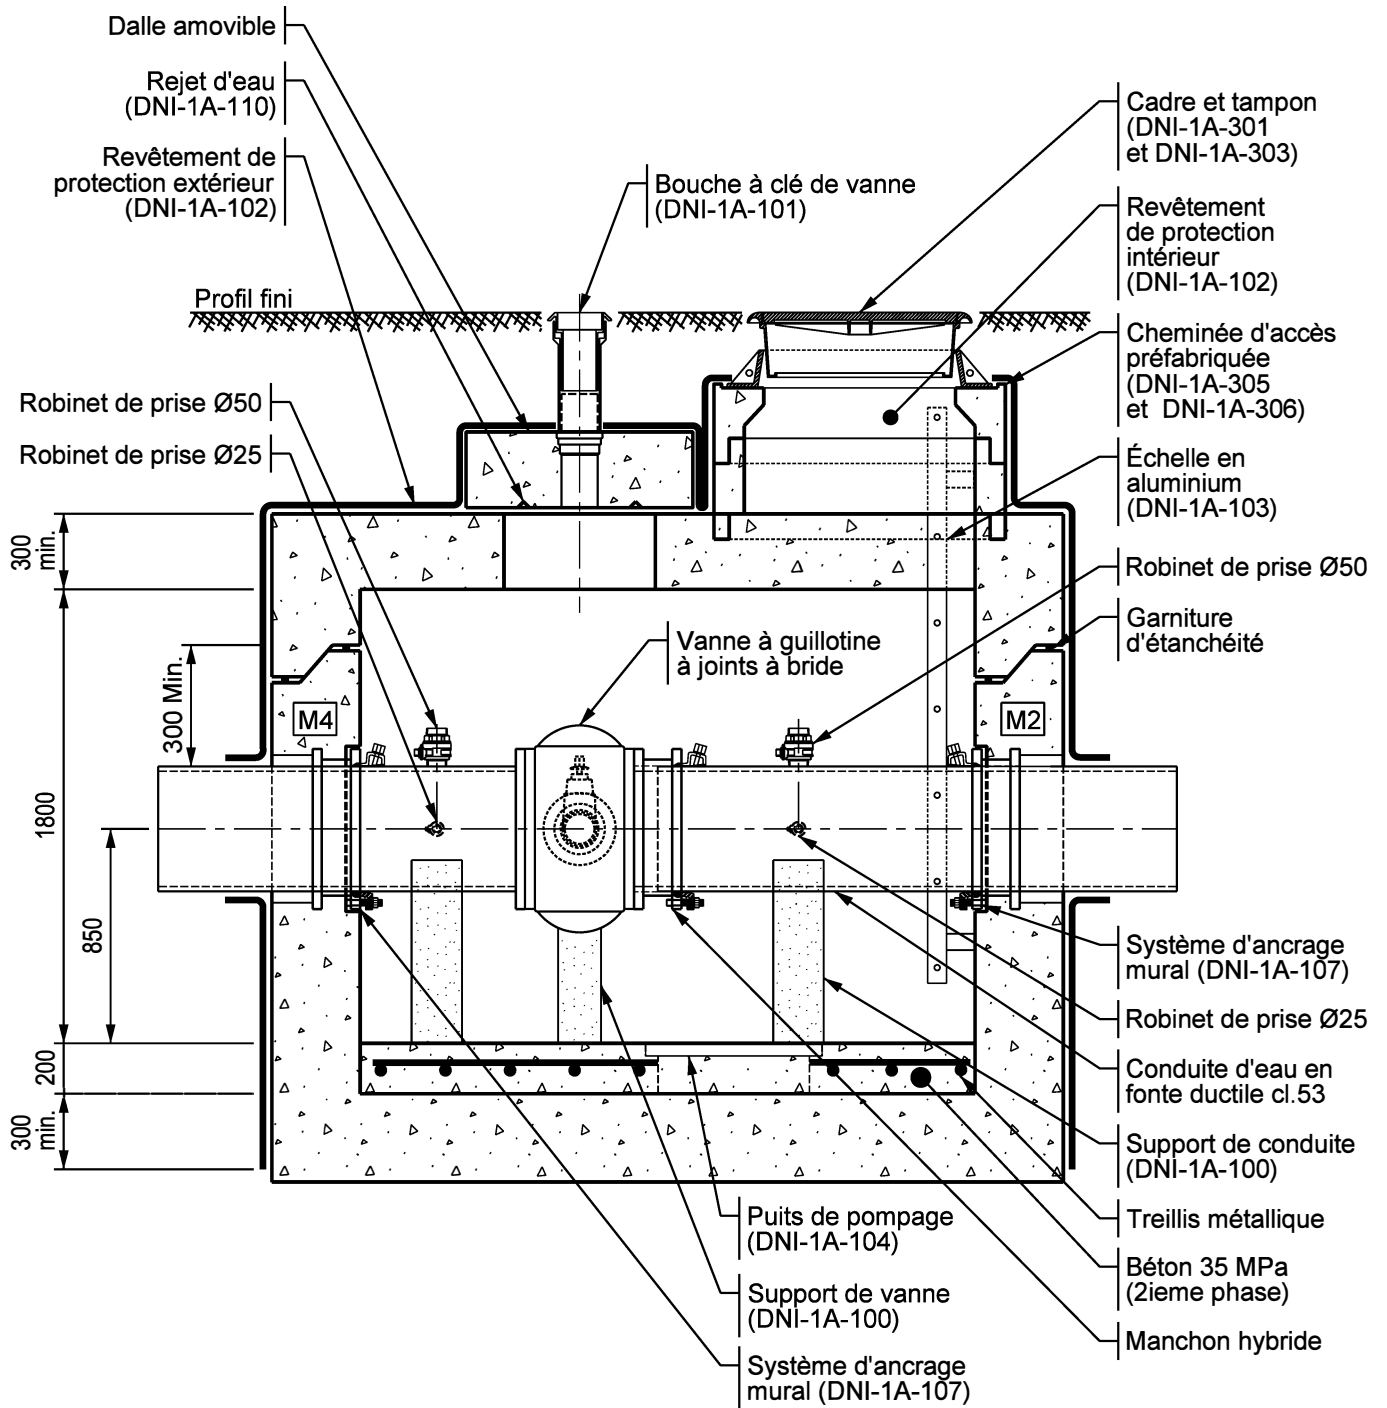 Dalle amovible
Rejet d'eau
(DNI-1A-110)
Revêtement de
protection extérieur
(DNI-1A-102)
Bouche à clé de vanne
(DNI-1A-101)
Cadre et tampon
(DNI-1A-301
et DNI-1A-303)
Revêtement
de protection
intérieur
(DNI-1A-102)
Profil fini
Cheminée d'accès
préfabriquée
(DNI-1A-305
et DNI-1A-306)
Robinet de prise Ø50
Robinet de prise Ø25
Échelle en
aluminium
(DNI-1A-103)
300
min.
Robinet de prise Ø50
Garniture
d'étanchéité
Vanne à guillotine
à joints à bride
300 Min.
M4
M2
1800
850
Système d'ancrage
mural (DNI-1A-107)
Robinet de prise Ø25
200
Conduite d'eau en
fonte ductile cl.53
300
min.
Support de conduite
(DNI-1A-100)
Puits de pompage
(DNI-1A-104)
Treillis métallique
Béton 35 MPa
(2ieme phase)
Support de vanne
(DNI-1A-100)
Manchon hybride
Système d'ancrage
mural (DNI-1A-107)